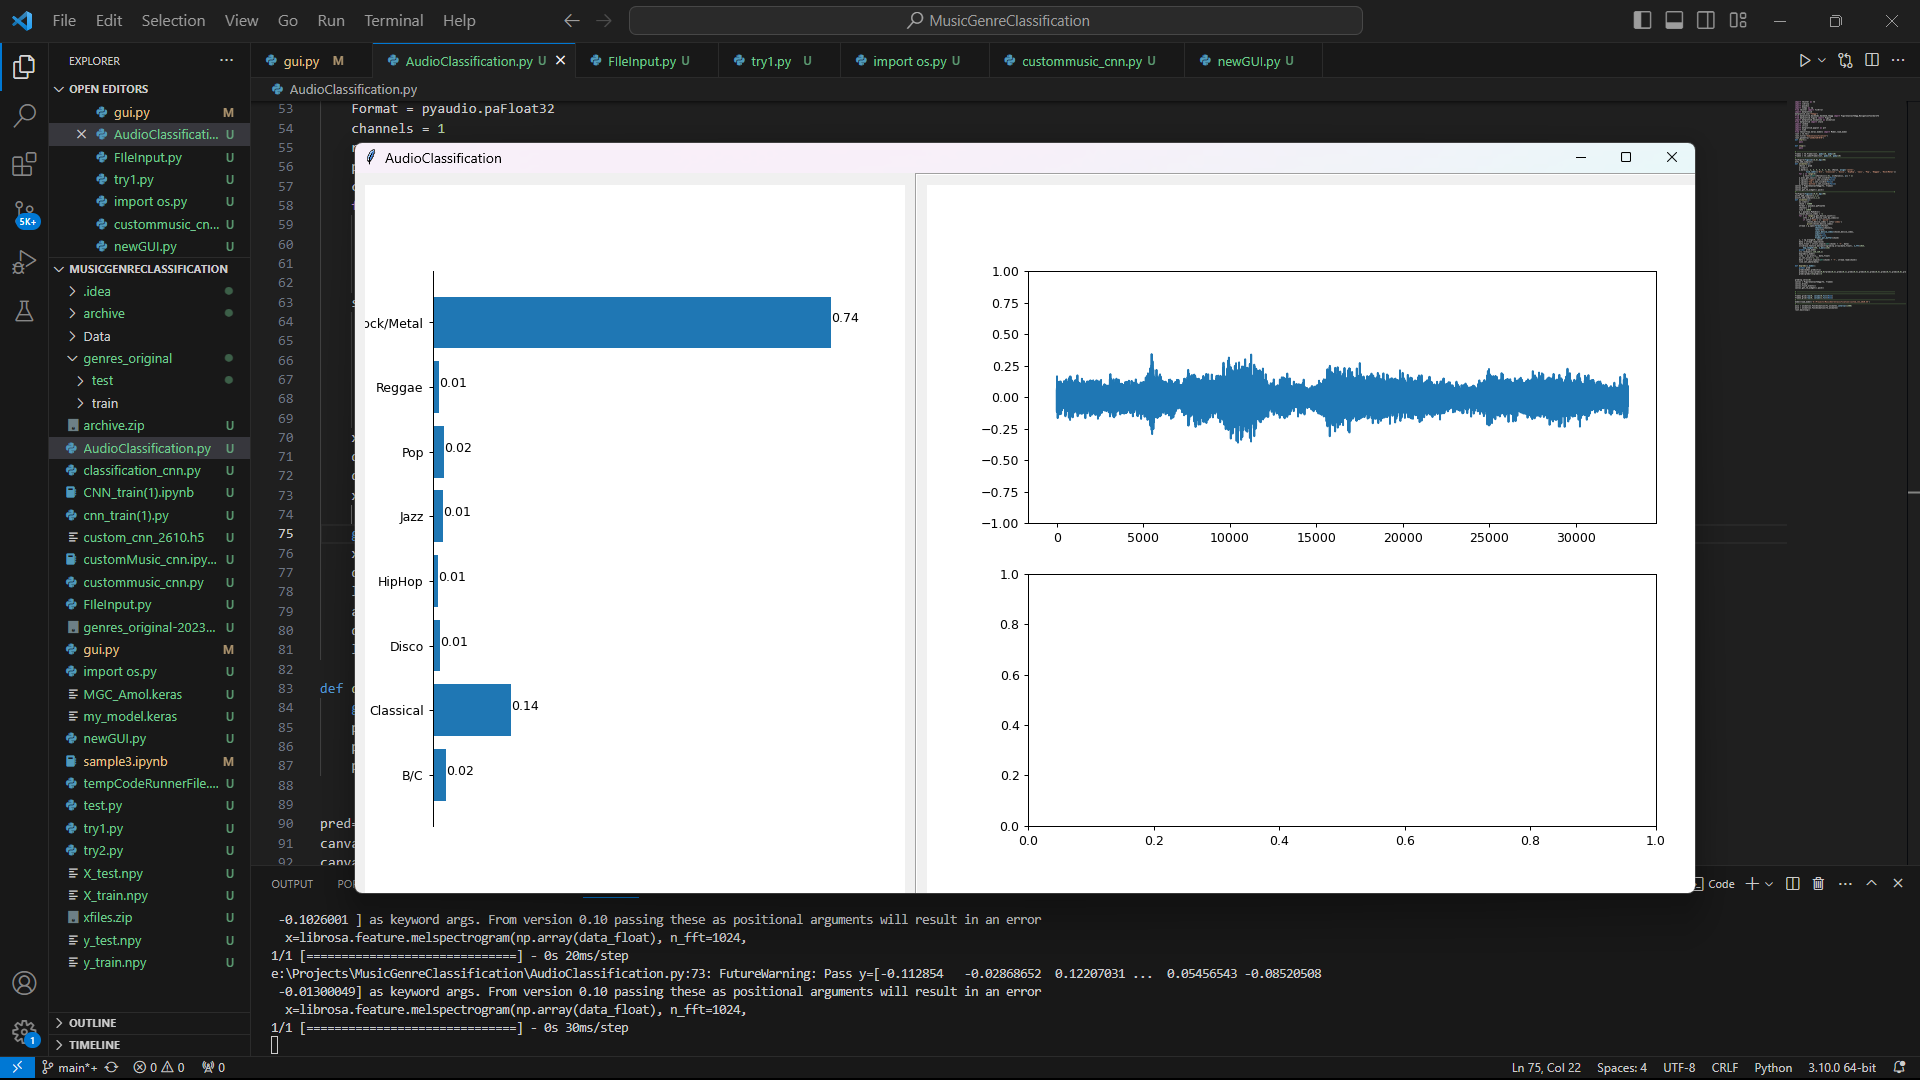 File Edit Selection View Go Run Terminal Help
MusicGenreClassification
EXPLORER
gui.py M
AudioClassification.py U
FIleInput.py U
try1.py U
import os.py U
custommusic_cnn.py U
newGUI.py U
OPEN EDITORS
gui.py M
AudioClassificati... U
FIleInput.py U
try1.py U
import os.py U
custommusic_cn... U
newGUI.py U
5K+
MUSICGENRECLASSIFICATION
.idea
archive
Data
genres_original
test
train
archive.zip U
AudioClassification.py U
classification_cnn.py U
CNN_train(1).ipynb U
cnn_train(1).py U
custom_cnn_2610.h5 U
customMusic_cnn.ipy... U
custommusic_cnn.py U
FIleInput.py U
genres_original-2023... U
gui.py M
import os.py U
MGC_Amol.keras U
my_model.keras U
newGUI.py U
sample3.ipynb M
tempCodeRunnerFile.... U
test.py U
try1.py U
try2.py U
X_test.npy U
X_train.npy U
xfiles.zip U
y_test.npy U
y_train.npy U
OUTLINE
TIMELINE
1
AudioClassification.py
53 Format = pyaudio.paFloat32
54 channels = 1
55
56
57
58
59
60
61
62
63
64
65
66
67
68
69
70
71
72
73
74
75
76
77
78
79
80
81
82
83 def
84
85
86
87
88
89
90 pred=
91 canva
92 canva
AudioClassification
ock/Metal 0.74
Reggae 0.01
Pop 0.02
Jazz 0.01
HipHop 0.01
Disco 0.01
Classical 0.14
B/C 0.02
1.00
0.75
0.50
0.25
0.00
−0.25
−0.50
−0.75
−1.00
0 5000 10000 15000 20000 25000 30000
1.0
0.8
0.6
0.4
0.2
0.0
0.0 0.2 0.4 0.6 0.8 1.0
OUTPUT PO
Code
-0.1026001 ] as keyword args. From version 0.10 passing these as positional arguments will result in an error
x=librosa.feature.melspectrogram(np.array(data_float), n_fft=1024,
1/1 [==============================] - 0s 20ms/step
e:\Projects\MusicGenreClassification\AudioClassification.py:73: FutureWarning: Pass y=[-0.112854 -0.02868652 0.12207031 ... 0.05456543 -0.08520508
-0.01300049] as keyword args. From version 0.10 passing these as positional arguments will result in an error
x=librosa.feature.melspectrogram(np.array(data_float), n_fft=1024,
1/1 [==============================] - 0s 30ms/step
main*+ 0 0 0
Ln 75, Col 22 Spaces: 4 UTF-8 CRLF Python 3.10.0 64-bit